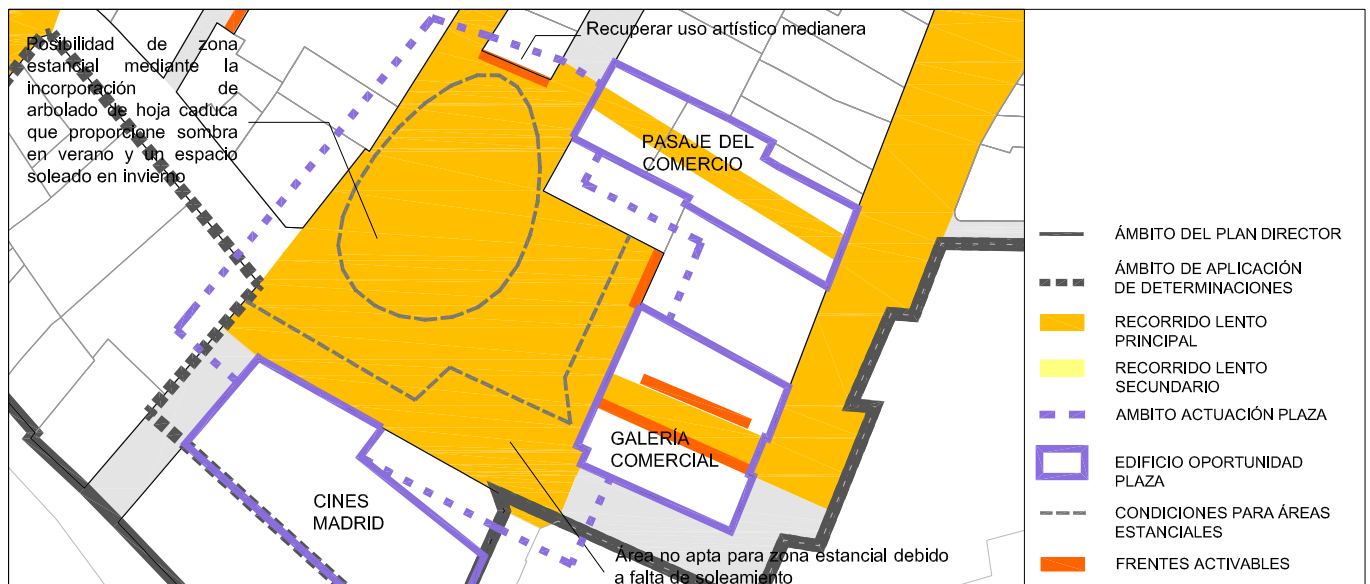 Recuperar uso artístico medianera
Posibilidad de zona
estancial mediante la
incorporación de
arbolado de hoja caduca
que proporcione sombra
en verano y un espacio
soleado en invierno
PASAJE DEL
COMERCIO
GALERÍA
COMERCIAL
CINES
MADRID
Área no apta para zona estancial debido
a falta de soleamiento
ÁMBITO DEL PLAN DIRECTOR
ÁMBITO DE APLICACIÓN
DE DETERMINACIONES
RECORRIDO LENTO
PRINCIPAL
RECORRIDO LENTO
SECUNDARIO
AMBITO ACTUACIÓN PLAZA
EDIFICIO OPORTUNIDAD
PLAZA
CONDICIONES PARA ÁREAS
ESTANCIALES
FRENTES ACTIVABLES